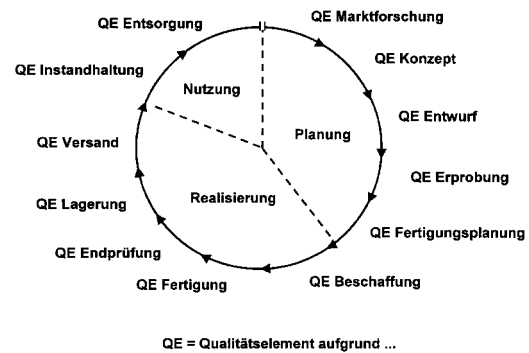 QE Entsorgung
QE Marktforschung
QE Instandhaltung
QE Konzept
Nutzung
QE Entwurf
Planung
QE Versand
QE Erprobung
Realisierung
QE Lagerung
QE Fertigungsplanung
QE Endprüfung
QE Fertigung
QE Beschaffung
QE = Qualitätselement aufgrund ...